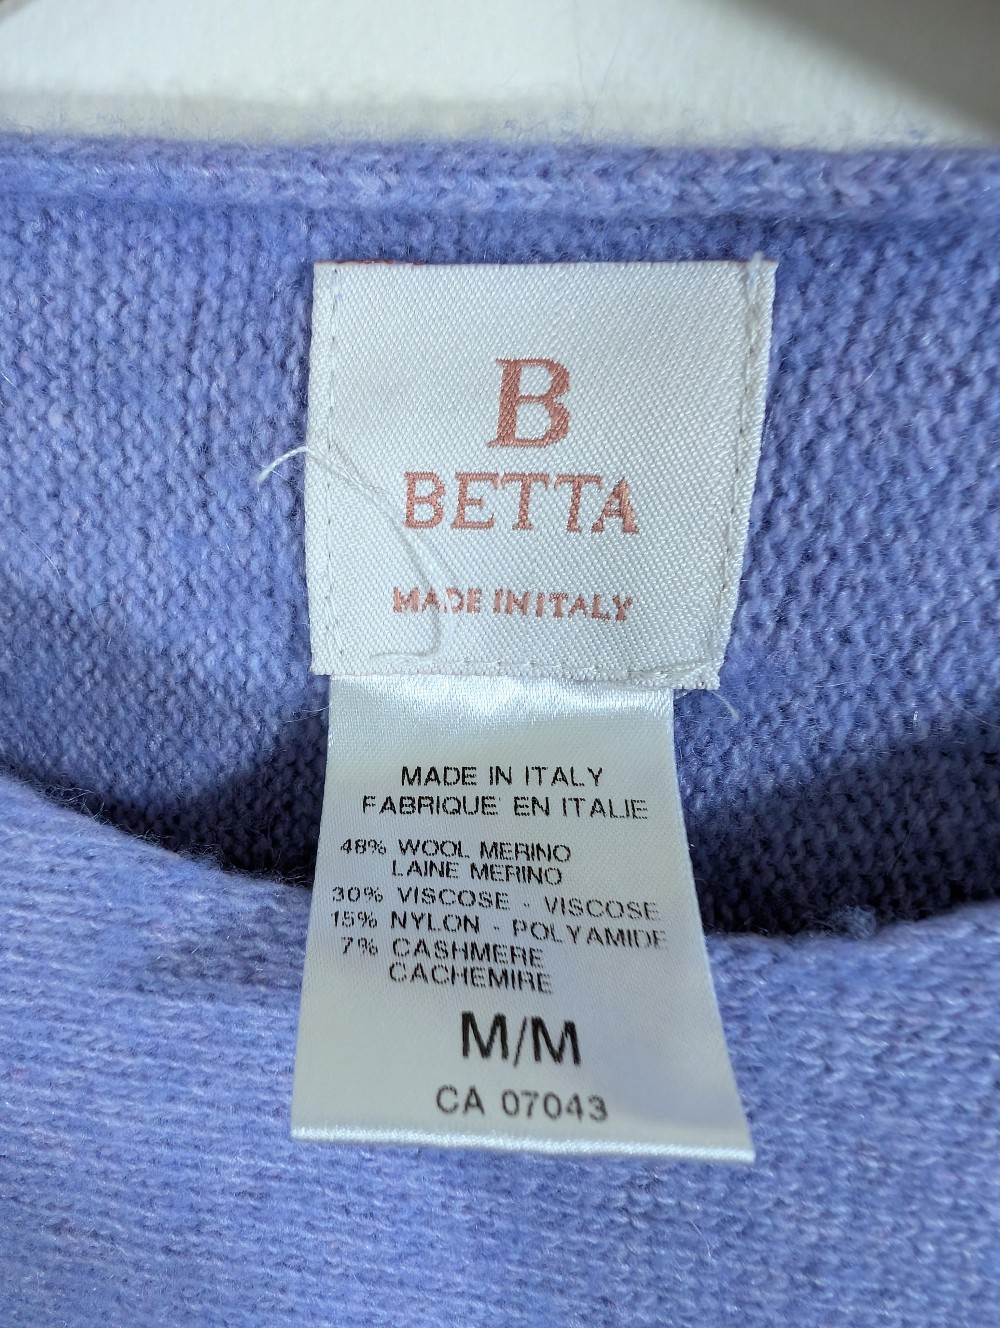 B
BETTA
MADE IN ITALY
MADE IN ITALY
FABRIQUE EN ITALIE
48% WOOL MERINO
LAINE MERINO
30% VISCOSE - VISCOSE
15% NYLON - POLYAMIDE
7% CASHMERE
CACHEMIRE
M/M
CA 07043